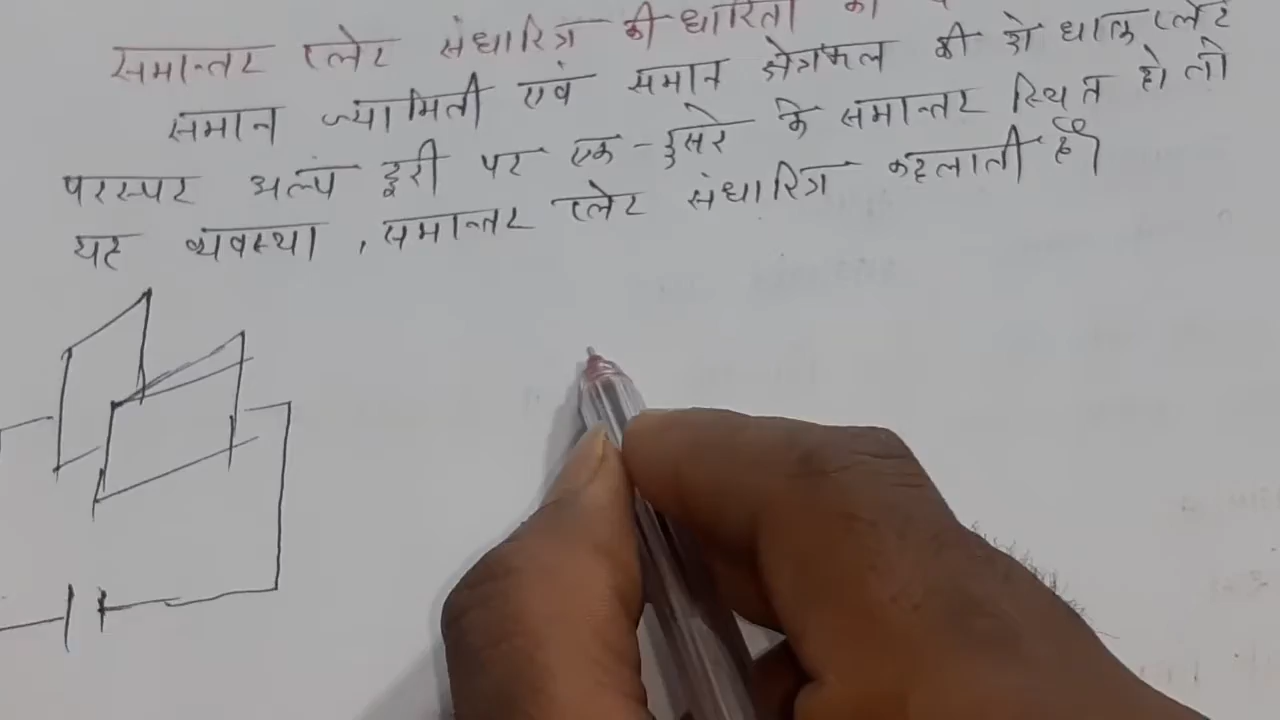 समान्तर प्लेट संधारित्र की धारिता का
समान ज्यामिती एवं समान क्षेत्रफल की दो धातु प्लेट
परस्पर अल्प दूरी पर एक-दुसरे के समान्तर स्थित हो तो
यह व्यवस्था, समान्तर प्लेट संधारित्र कहलाती है।